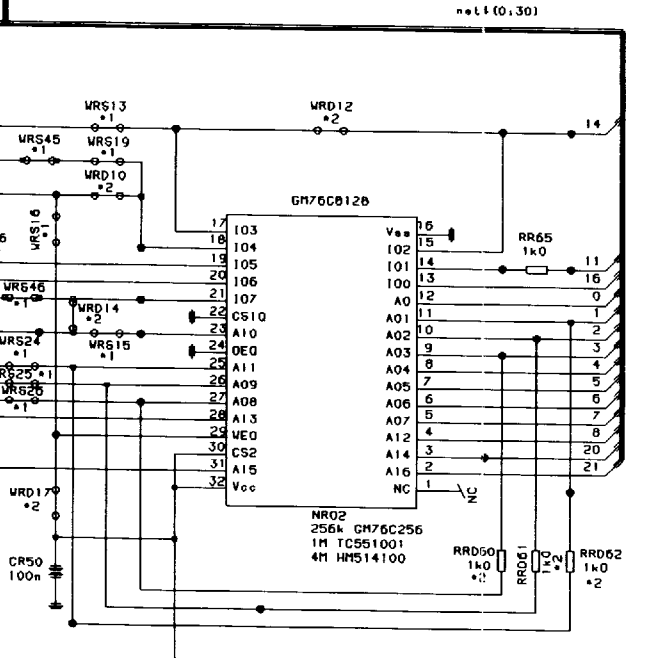 netl(0:30)
WRS13
*1
WRD12
*2
14
WRS45
*1
WRS19
*1
WRD10
*2
GM76C8128
WRS16
*1
6
17 IO3
18 IO4
19 IO5
20 IO6
21 IO7
22 CS1Q
23 A10
24 OEQ
25 A11
26 A09
27 A08
28 A13
29 WEQ
30 CS2
31 A15
32 Vcc
Vss 16
IO2 15
IO1 14
IO0 13
A0 12
A01 11
A02 10
A03 9
A04 8
A05 7
A06 6
A07 5
A12 4
A14 3
A16 2
NC 1
NC
RR65
1k0
11
16
0
1
2
3
4
5
6
7
8
20
21
WRS46
*1
WRD14
*2
WRS15
*1
WRS24
*1
WRS25 *1
WRS26
*1
WRD17
*2
CR50
100n
NR02
256k GM76C256
1M TC551001
4M HM514100
RRD60
1k0
*2
RRD61
1k0
*2
RRD62
1k0
*2